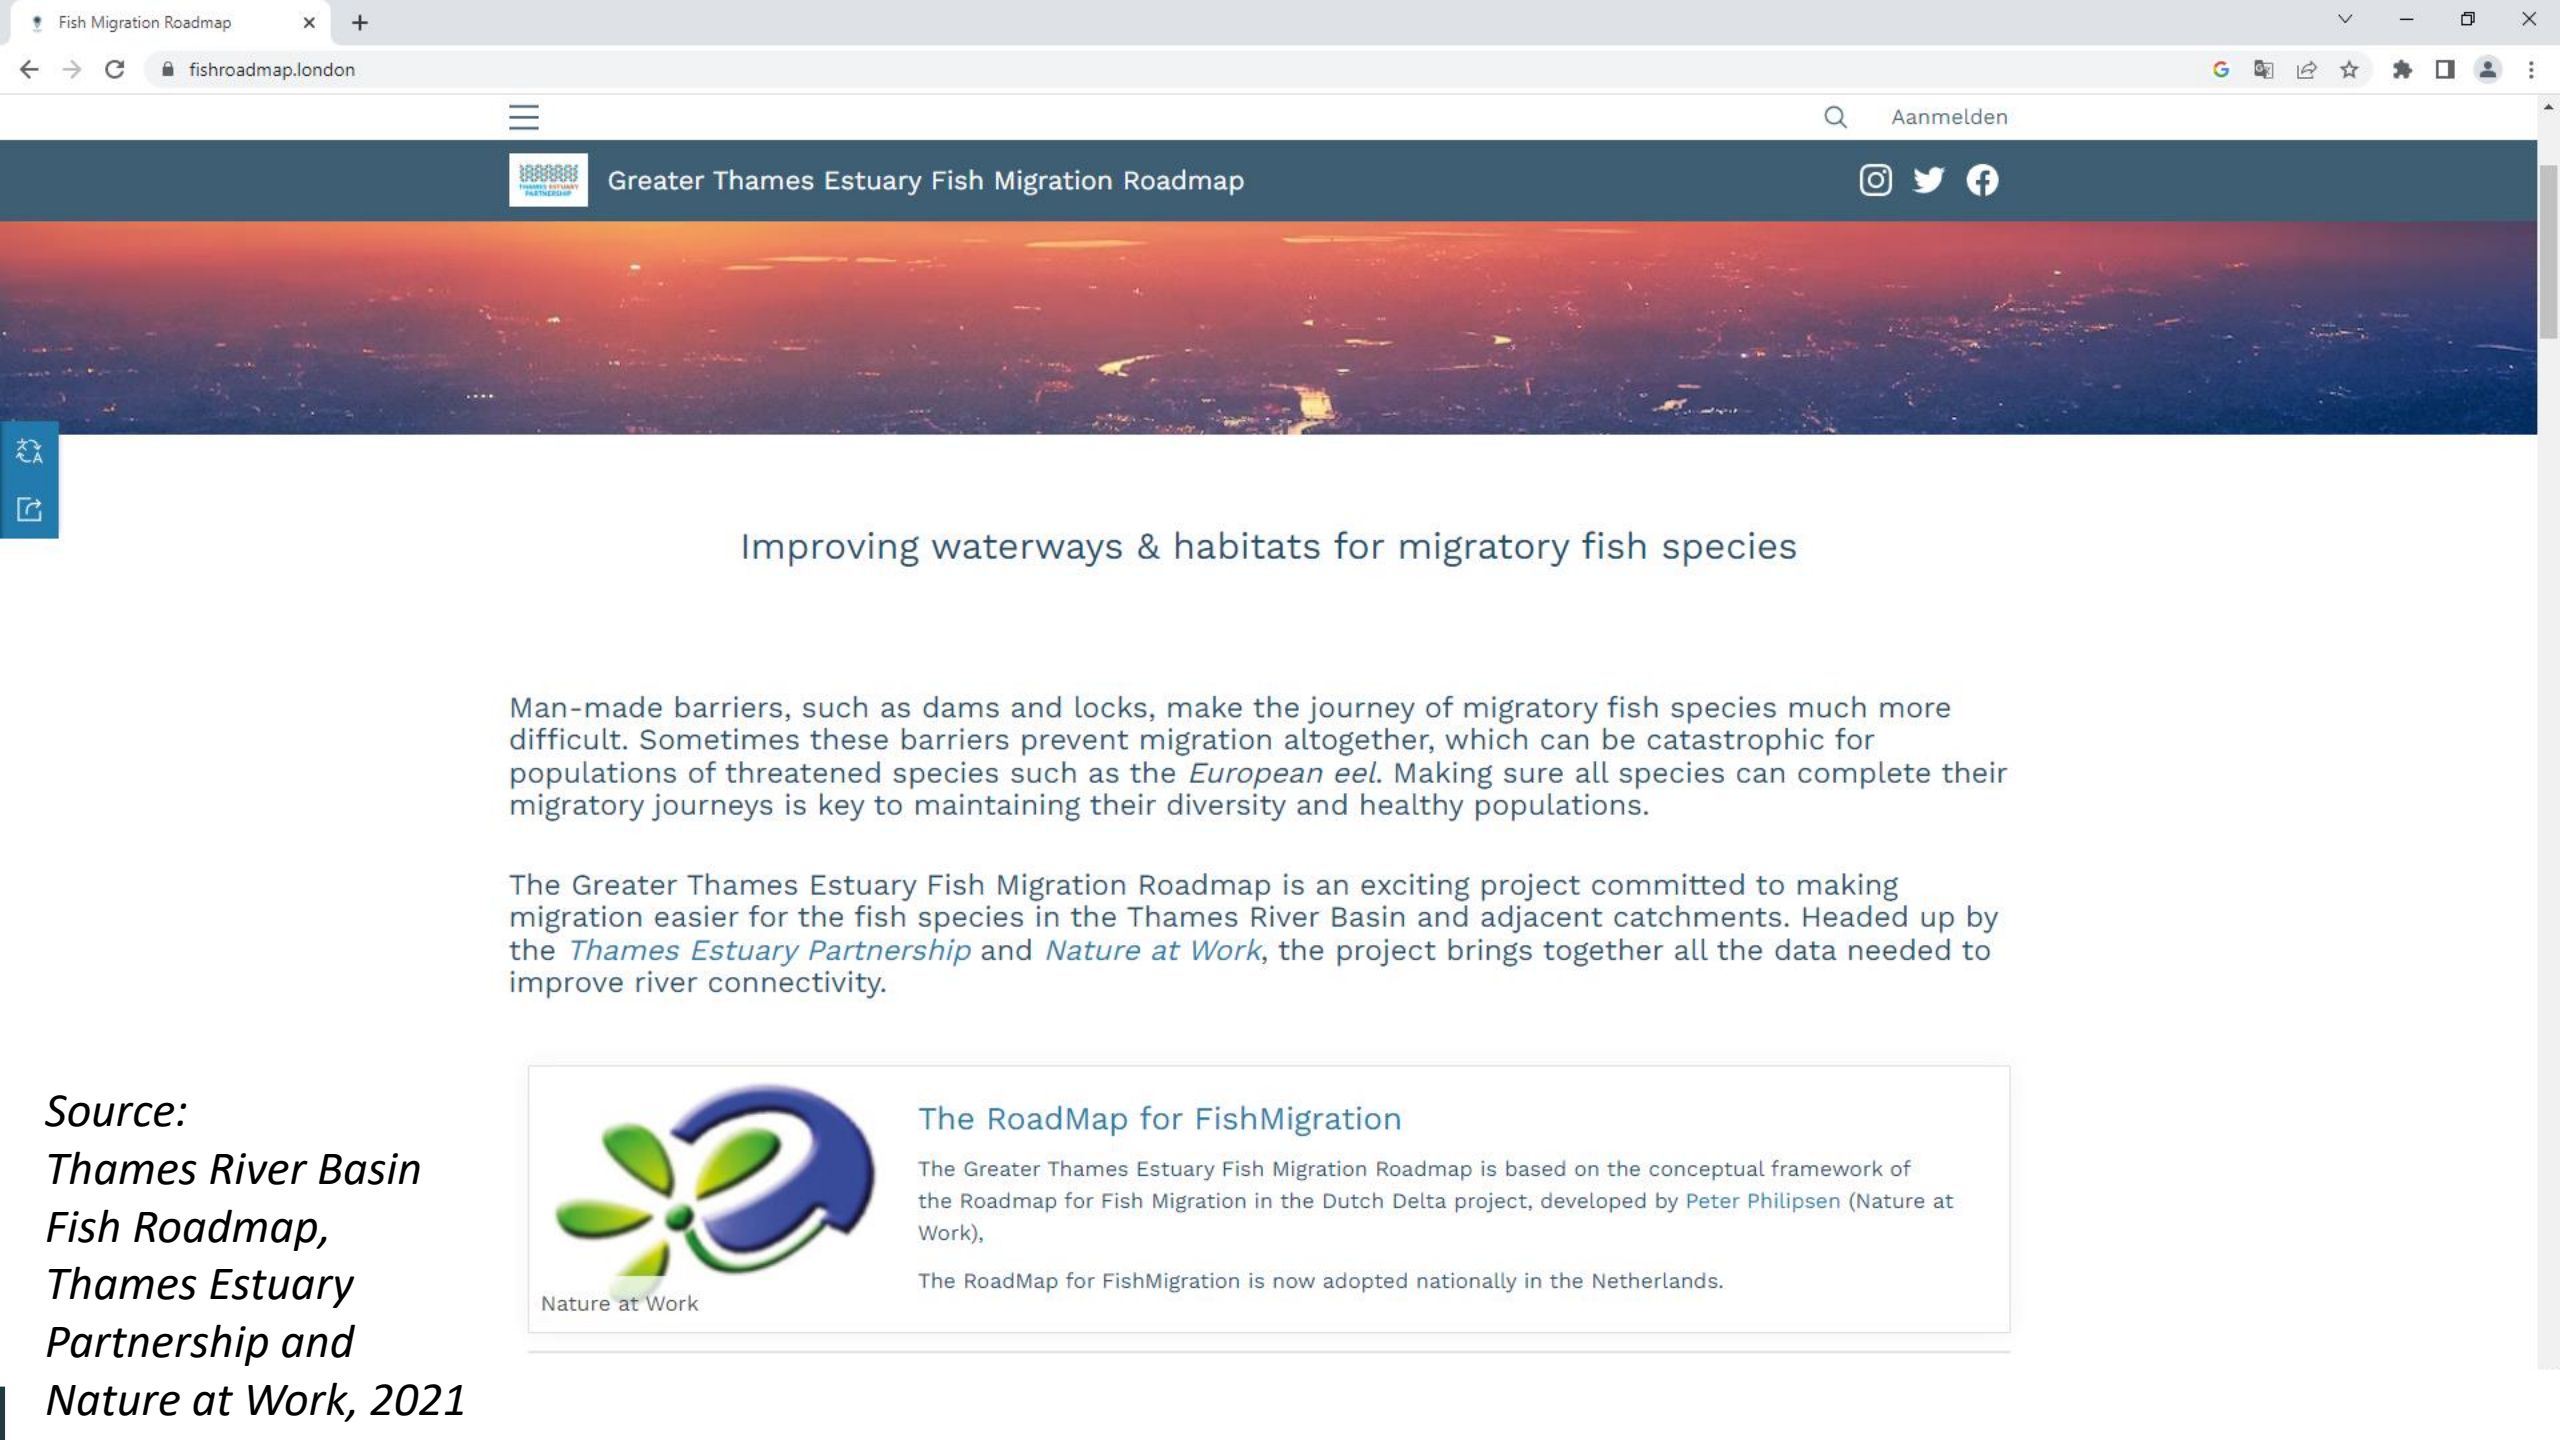 Fish Migration Roadmap
fishroadmap.london
Aanmelden
THAMES ESTUARY
PARTNERSHIP
Greater Thames Estuary Fish Migration Roadmap
Improving waterways & habitats for migratory fish species
Man-made barriers, such as dams and locks, make the journey of migratory fish species much more
difficult. Sometimes these barriers prevent migration altogether, which can be catastrophic for
populations of threatened species such as the European eel. Making sure all species can complete their
migratory journeys is key to maintaining their diversity and healthy populations.
The Greater Thames Estuary Fish Migration Roadmap is an exciting project committed to making
migration easier for the fish species in the Thames River Basin and adjacent catchments. Headed up by
the Thames Estuary Partnership and Nature at Work, the project brings together all the data needed to
improve river connectivity.
The RoadMap for FishMigration
The Greater Thames Estuary Fish Migration Roadmap is based on the conceptual framework of
the Roadmap for Fish Migration in the Dutch Delta project, developed by Peter Philipsen (Nature at
Work),
The RoadMap for FishMigration is now adopted nationally in the Netherlands.
Nature at Work
Source:
Thames River Basin
Fish Roadmap,
Thames Estuary
Partnership and
Nature at Work, 2021